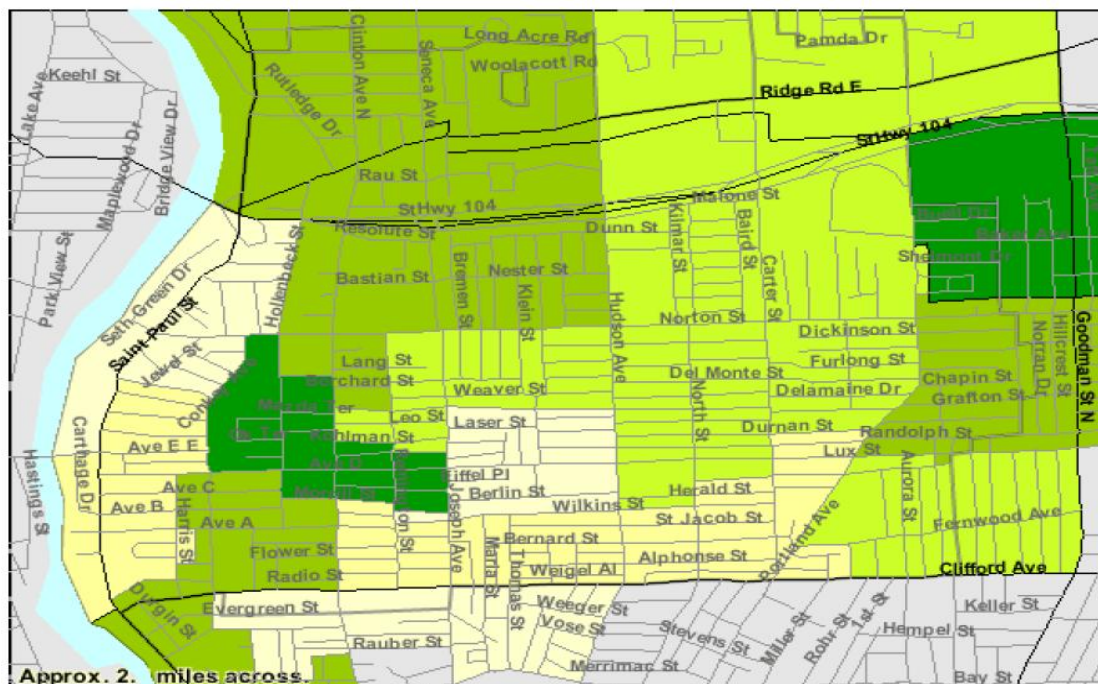 Long Acre Rd
Pamda Dr
Clinton Ave N
Seneca Ave
Woolacott Rd
Keehl St
Lake Ave
Rutledge Dr
Ridge Rd E
StHwy 104
Maplewood Dr
Bridge View Dr
Rau St
Malone St
StHwy 104
Resolute St
Dunn St
Kilmar St
Baird St
Carter St
Baker Ave
Shelmont Dr
Park View St
Seth Green Dr
Hollenbeck St
Bastian St
Bremen St
Nester St
Klein St
Hudson Ave
Norton St
Dickinson St
Saint Paul St
Jewel St
Lang St
Furlong St
Hillcrest St
Goodman St N
Borchard St
Weaver St
Del Monte St
Delamaine Dr
Chapin St
Grafton St
Leo St
Laser St
North St
Durnan St
Randolph St
Carthage Dr
Ave E E
Kohlman St
Lux St
Hastings St
Ave D
Eiffel Pl
Ave C
Berlin St
Herald St
Aurora St
Ave B
Harris St
Wilkins St
Ave A
Joseph Ave
St Jacob St
Portland Ave
Fernwood Ave
Flower St
Bernard St
Alphonse St
Radio St
Maria St
Thomas St
Weigel Al
Clifford Ave
Durgin St
Evergreen St
Weeger St
Vose St
Stevens St
Miller St
Rohr St
1st St
Keller St
Hempel St
Rauber St
Merrimac St
Bay St
Approx. 2. miles across.